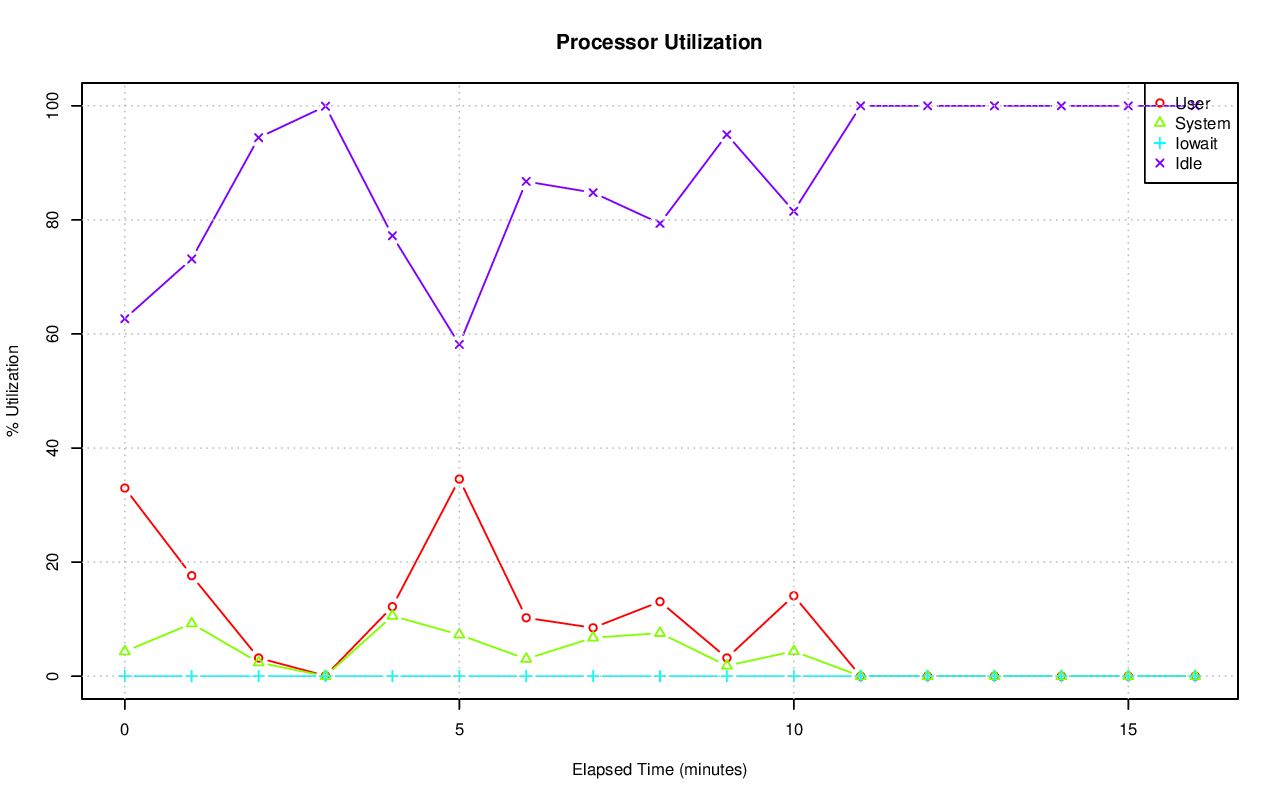 Processor Utilization
% Utilization
100
80
60
40
20
0
User
System
Iowait
Idle
0 5 10 15
Elapsed Time (minutes)